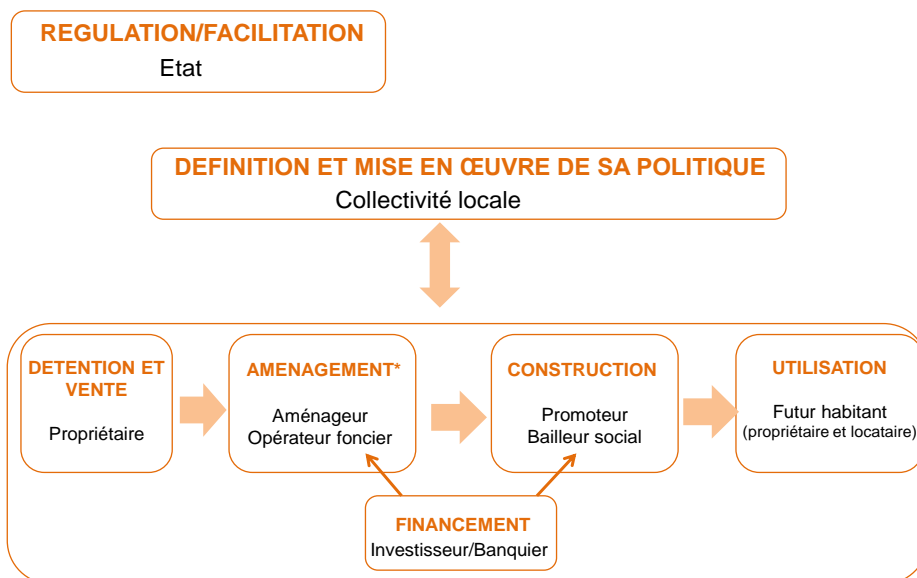 REGULATION/FACILITATION
Etat
DEFINITION ET MISE EN ŒUVRE DE SA POLITIQUE
Collectivité locale
DETENTION ET
VENTE
Propriétaire
AMENAGEMENT*
Aménageur
Opérateur foncier
CONSTRUCTION
Promoteur
Bailleur social
UTILISATION
Futur habitant
(propriétaire et locataire)
FINANCEMENT
Investisseur/Banquier